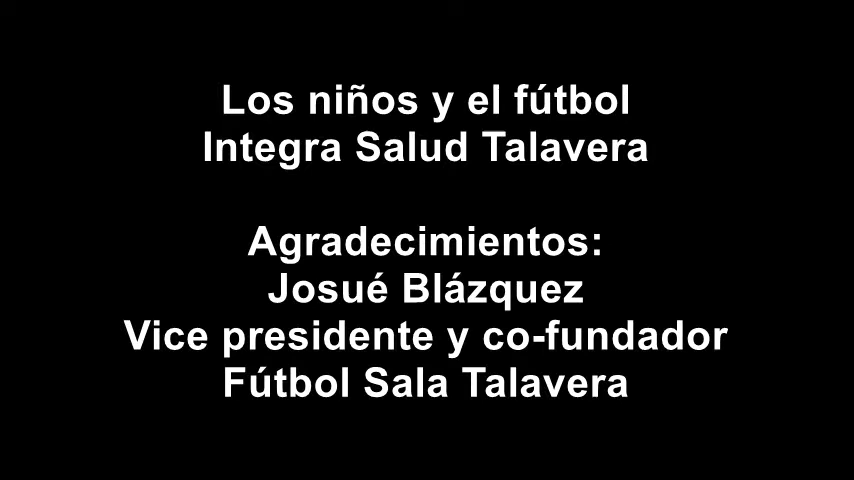 Los niños y el fútbol
Integra Salud Talavera
Agradecimientos:
Josué Blázquez
Vice presidente y co-fundador
Fútbol Sala Talavera